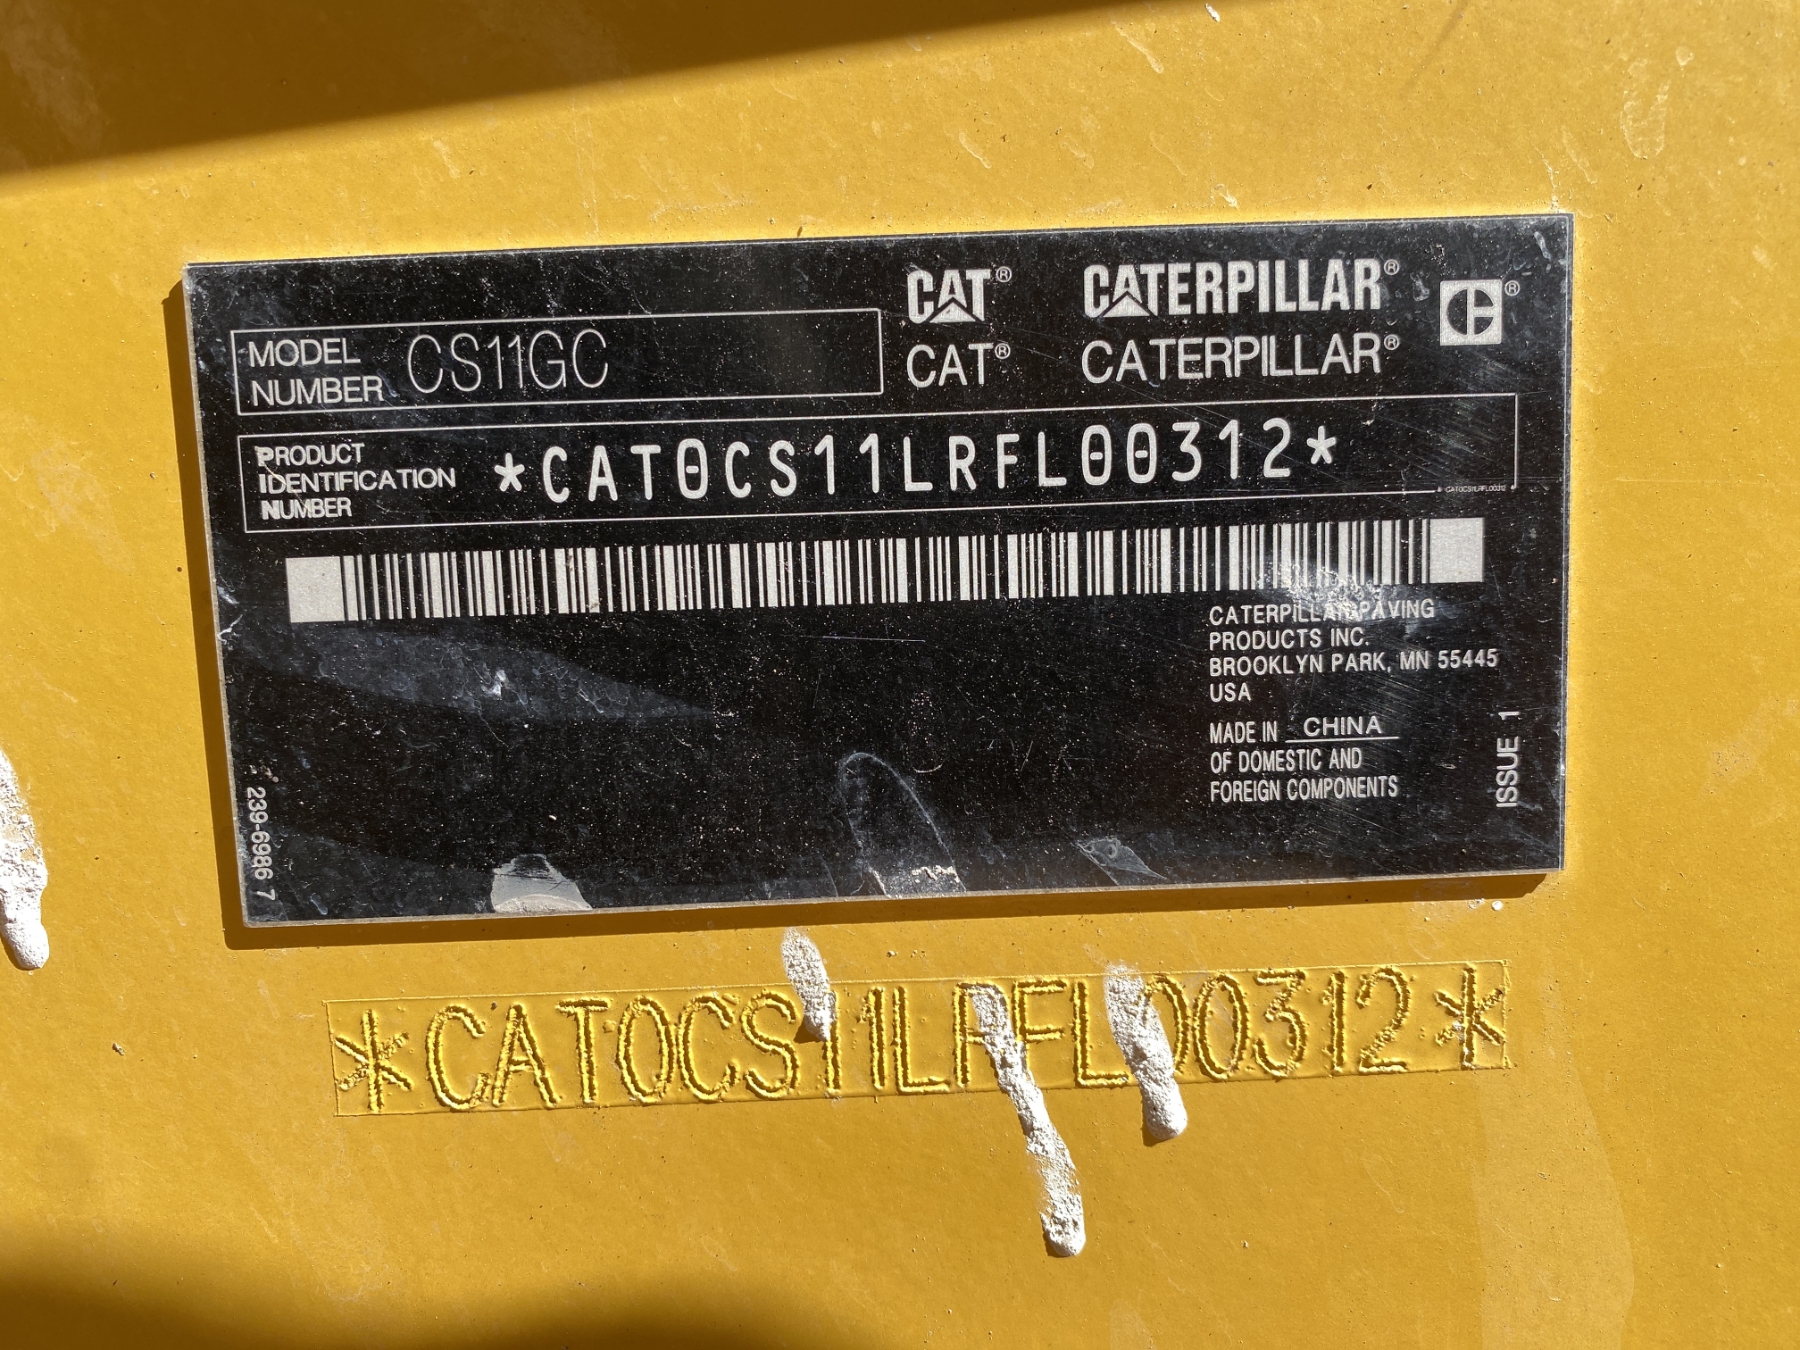 CAT® CATERPILLAR® ®
CAT® CATERPILLAR®
MODEL NUMBER CS11GC
PRODUCT IDENTIFICATION NUMBER *CAT0CS11LRFL00312*
CAT0CS11LRFL00312
CATERPILLAR PAVING
PRODUCTS INC.
BROOKLYN PARK, MN 55445
USA
MADE IN CHINA
OF DOMESTIC AND
FOREIGN COMPONENTS
ISSUE 1
239-6986 7
*CAT0CS11LRFL00312*